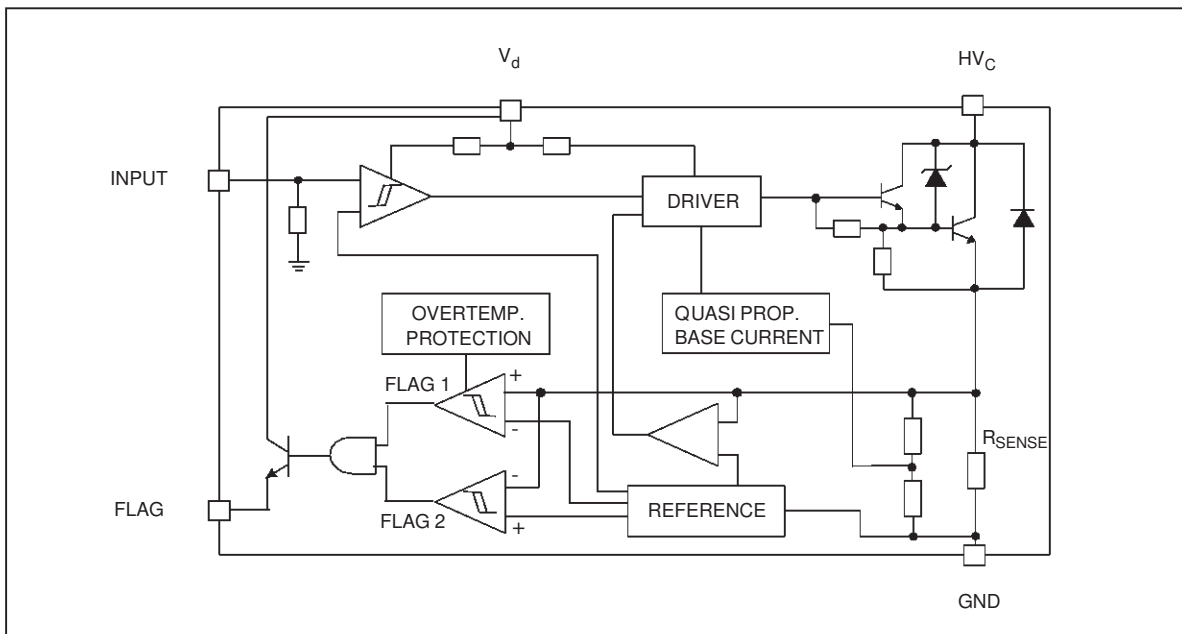 V_d
HV_C
INPUT
DRIVER
OVERTEMP.
PROTECTION
QUASI PROP.
BASE CURRENT
FLAG 1
+
-
R_SENSE
-
FLAG 2
+
REFERENCE
FLAG
GND